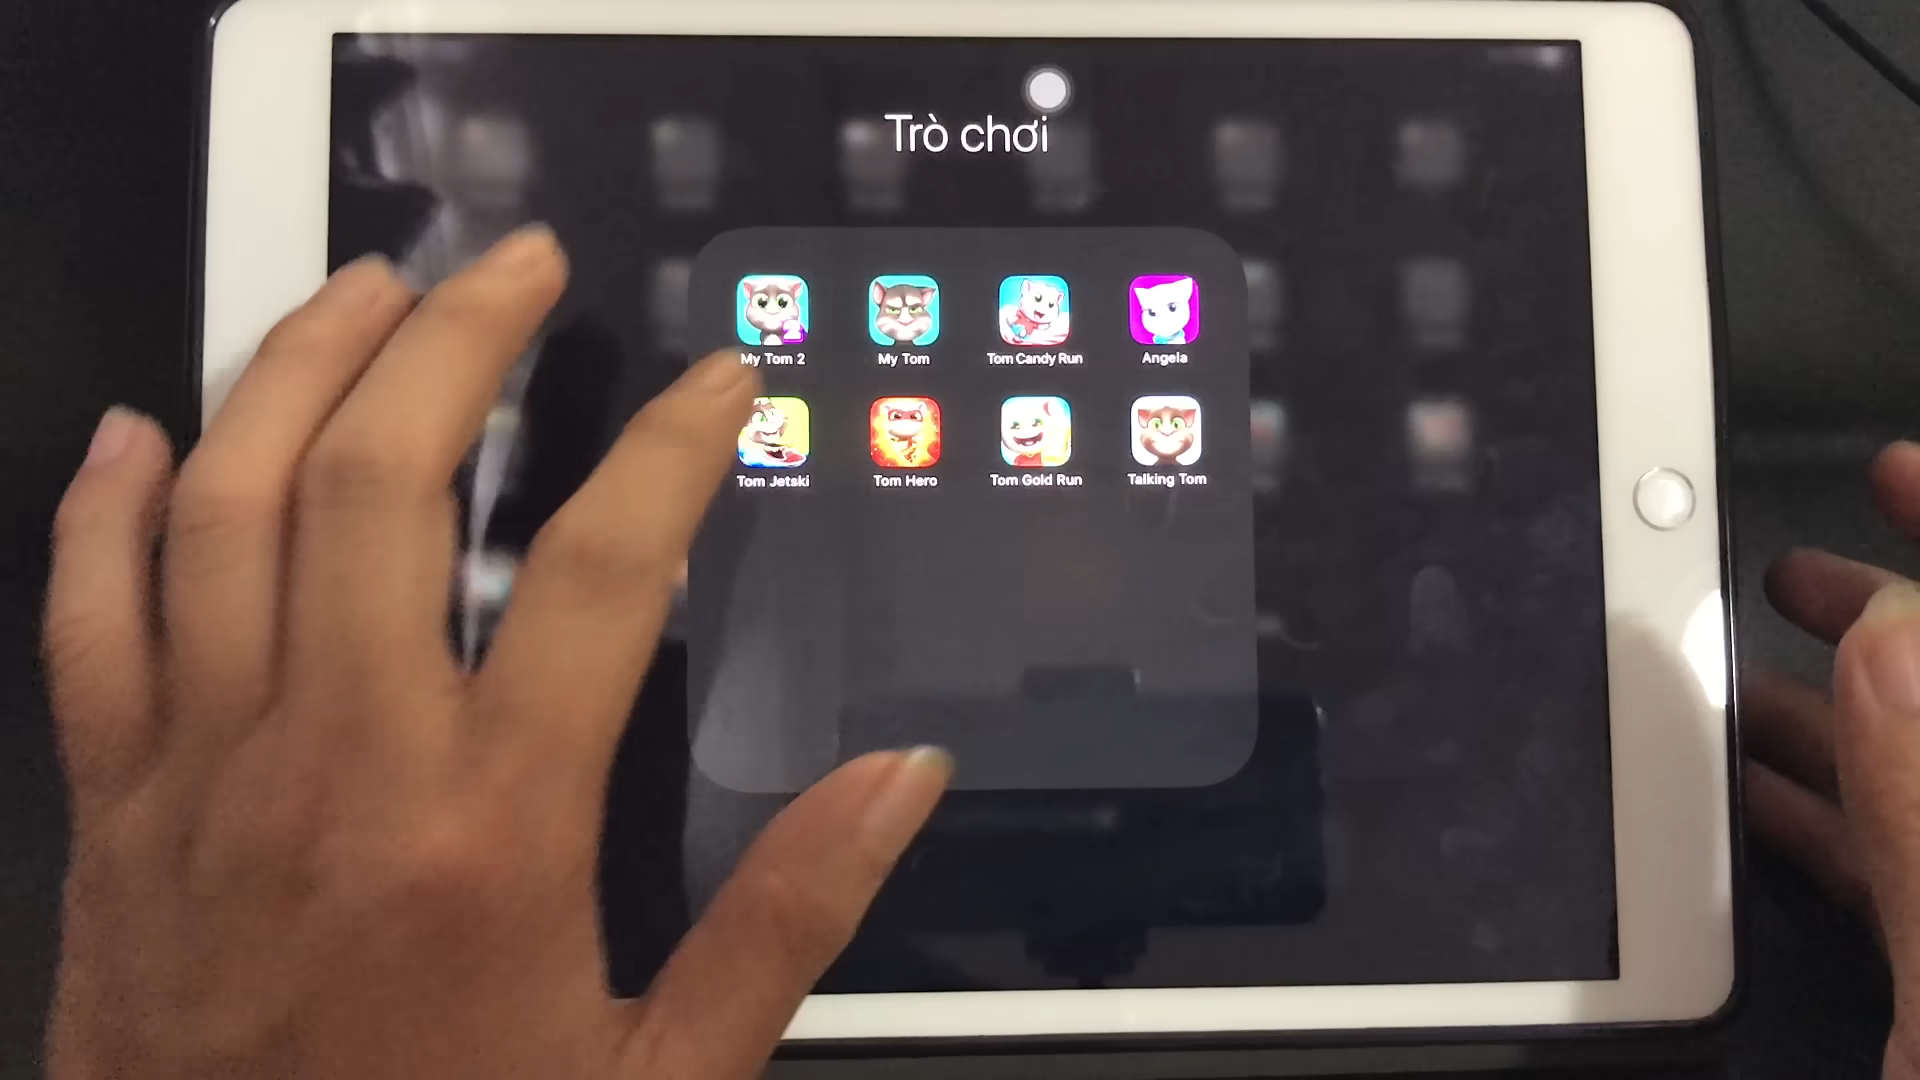 Trò chơi
My Tom 2
My Tom
Tom Candy Run
Angela
Tom Jetski
Tom Hero
Tom Gold Run
Talking Tom